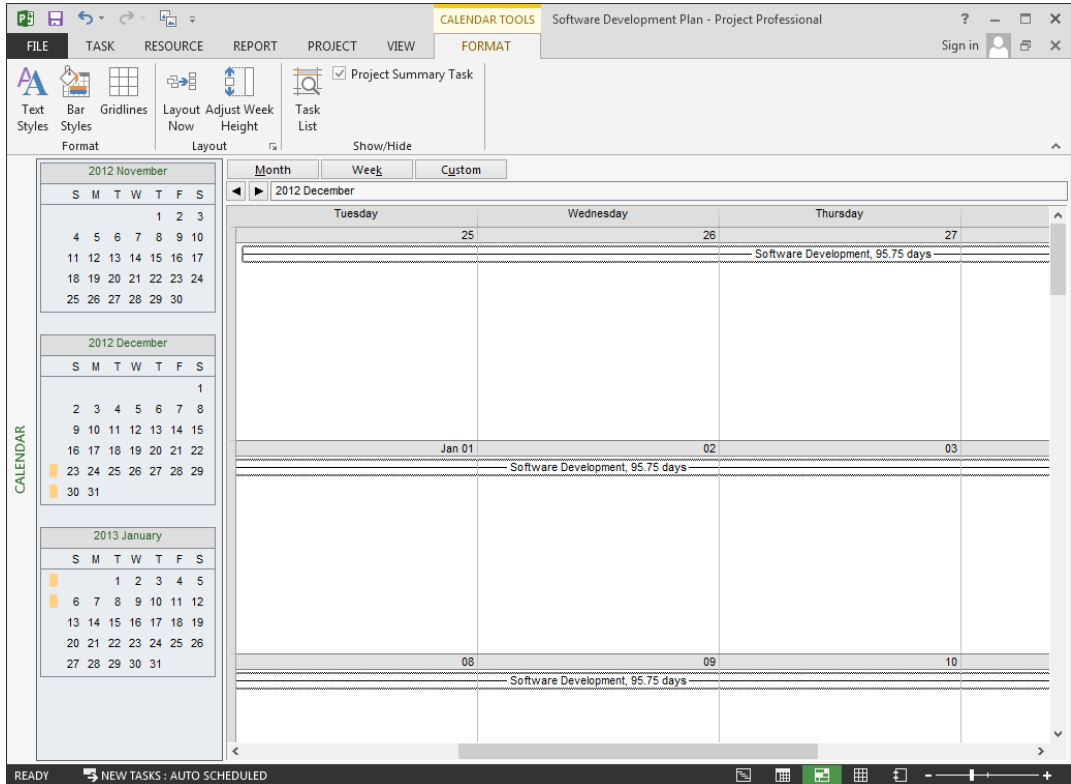 CALENDAR TOOLS Software Development Plan - Project Professional ?
FILE TASK RESOURCE REPORT PROJECT VIEW FORMAT Sign in
Project Summary Task
Text Styles
Bar Styles
Gridlines
Layout Now
Adjust Week Height
Task List
Format Layout Show/Hide
CALENDAR
2012 November
S M T W T F S
1 2 3
4 5 6 7 8 9 10
11 12 13 14 15 16 17
18 19 20 21 22 23 24
25 26 27 28 29 30
2012 December
S M T W T F S
1
2 3 4 5 6 7 8
9 10 11 12 13 14 15
16 17 18 19 20 21 22
23 24 25 26 27 28 29
30 31
2013 January
S M T W T F S
1 2 3 4 5
6 7 8 9 10 11 12
13 14 15 16 17 18 19
20 21 22 23 24 25 26
27 28 29 30 31
Month Week Custom
2012 December
Tuesday Wednesday Thursday
25 26 27
Software Development, 95.75 days
Jan 01 02 03
Software Development, 95.75 days
08 09 10
Software Development, 95.75 days
READY NEW TASKS : AUTO SCHEDULED